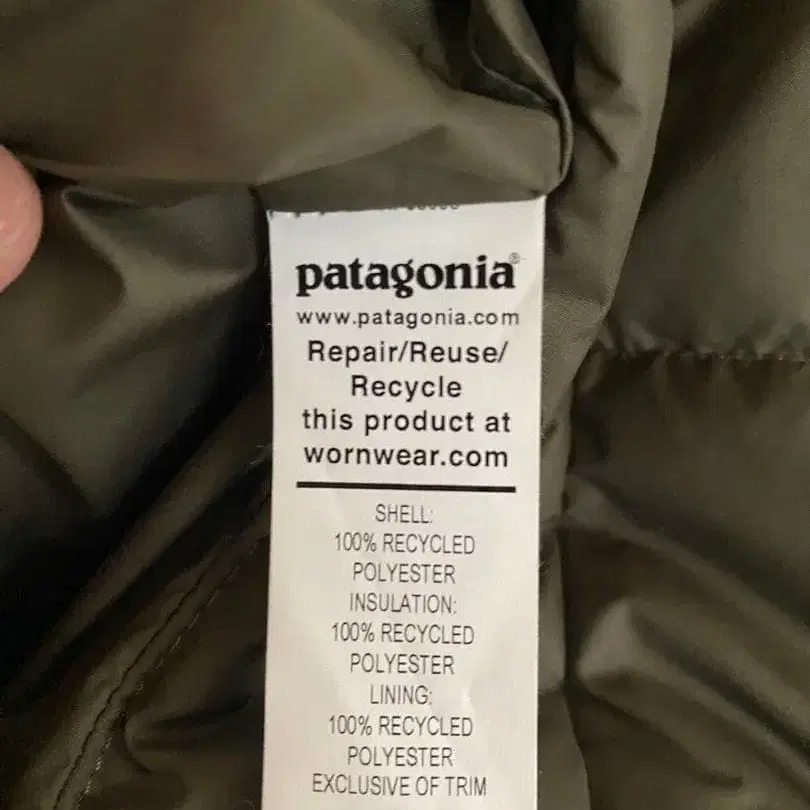 patagonia®
www.patagonia.com
Repair/Reuse/
Recycle
this product at
wornwear.com
SHELL:
100% RECYCLED
POLYESTER
INSULATION:
100% RECYCLED
POLYESTER
LINING:
100% RECYCLED
POLYESTER
EXCLUSIVE OF TRIM